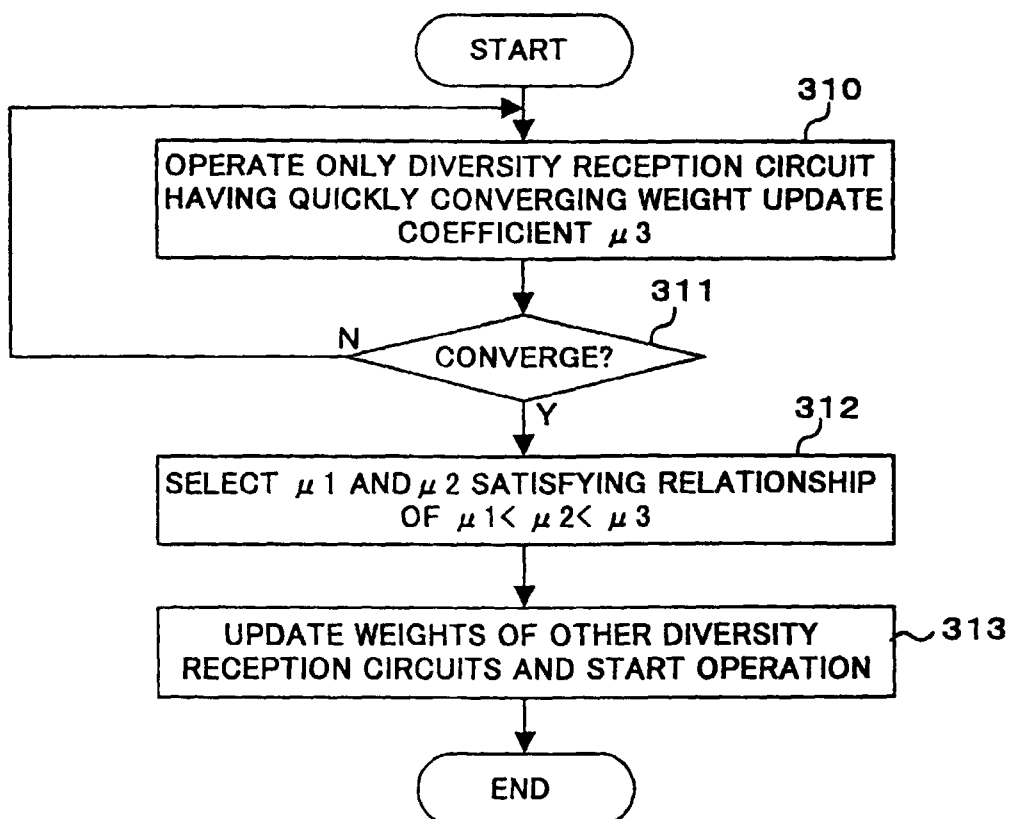 START
310
OPERATE ONLY DIVERSITY RECEPTION CIRCUIT
HAVING QUICKLY CONVERGING WEIGHT UPDATE
COEFFICIENT μ3
311
N
CONVERGE?
Y
312
SELECT μ1 AND μ2 SATISFYING RELATIONSHIP
OF μ1< μ2< μ3
UPDATE WEIGHTS OF OTHER DIVERSITY
RECEPTION CIRCUITS AND START OPERATION
313
END